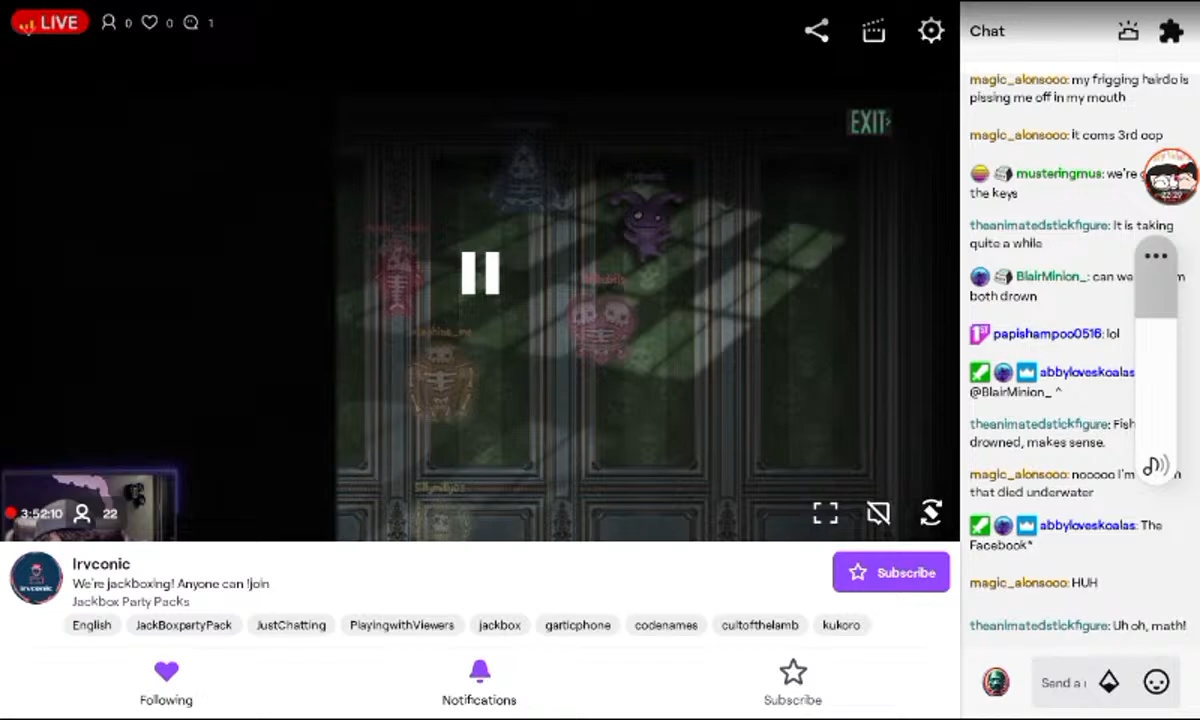 LIVE 0 0 1
Chat
magic_alonsooo: my frigging hairdo is
pissing me off in my mouth
magic_alonsooo: it coms 3rd oop
EXIT
musteringmus: we're
the keys
theanimatedstickfigure: It is taking
quite a while
BlairMinion_: can we
both drown
papishampoo0516: lol
abbyloveskoalas
@BlairMinion_ ^
theanimatedstickfigure: Fish
drowned, makes sense.
magic_alonsooo: nooooo I'm
that died underwater
abbyloveskoalas: The
Facebook*
magic_alonsooo: HUH
theanimatedstickfigure: Uh oh, math!
Send a
3:52:10 22
Irvconic
We're jackboxing! Anyone can !join
Jackbox Party Packs
English JackBoxpartyPack JustChatting PlayingwithViewers jackbox garticphone codenames cultofthelamb kukoro
Subscribe
Following Notifications Subscribe